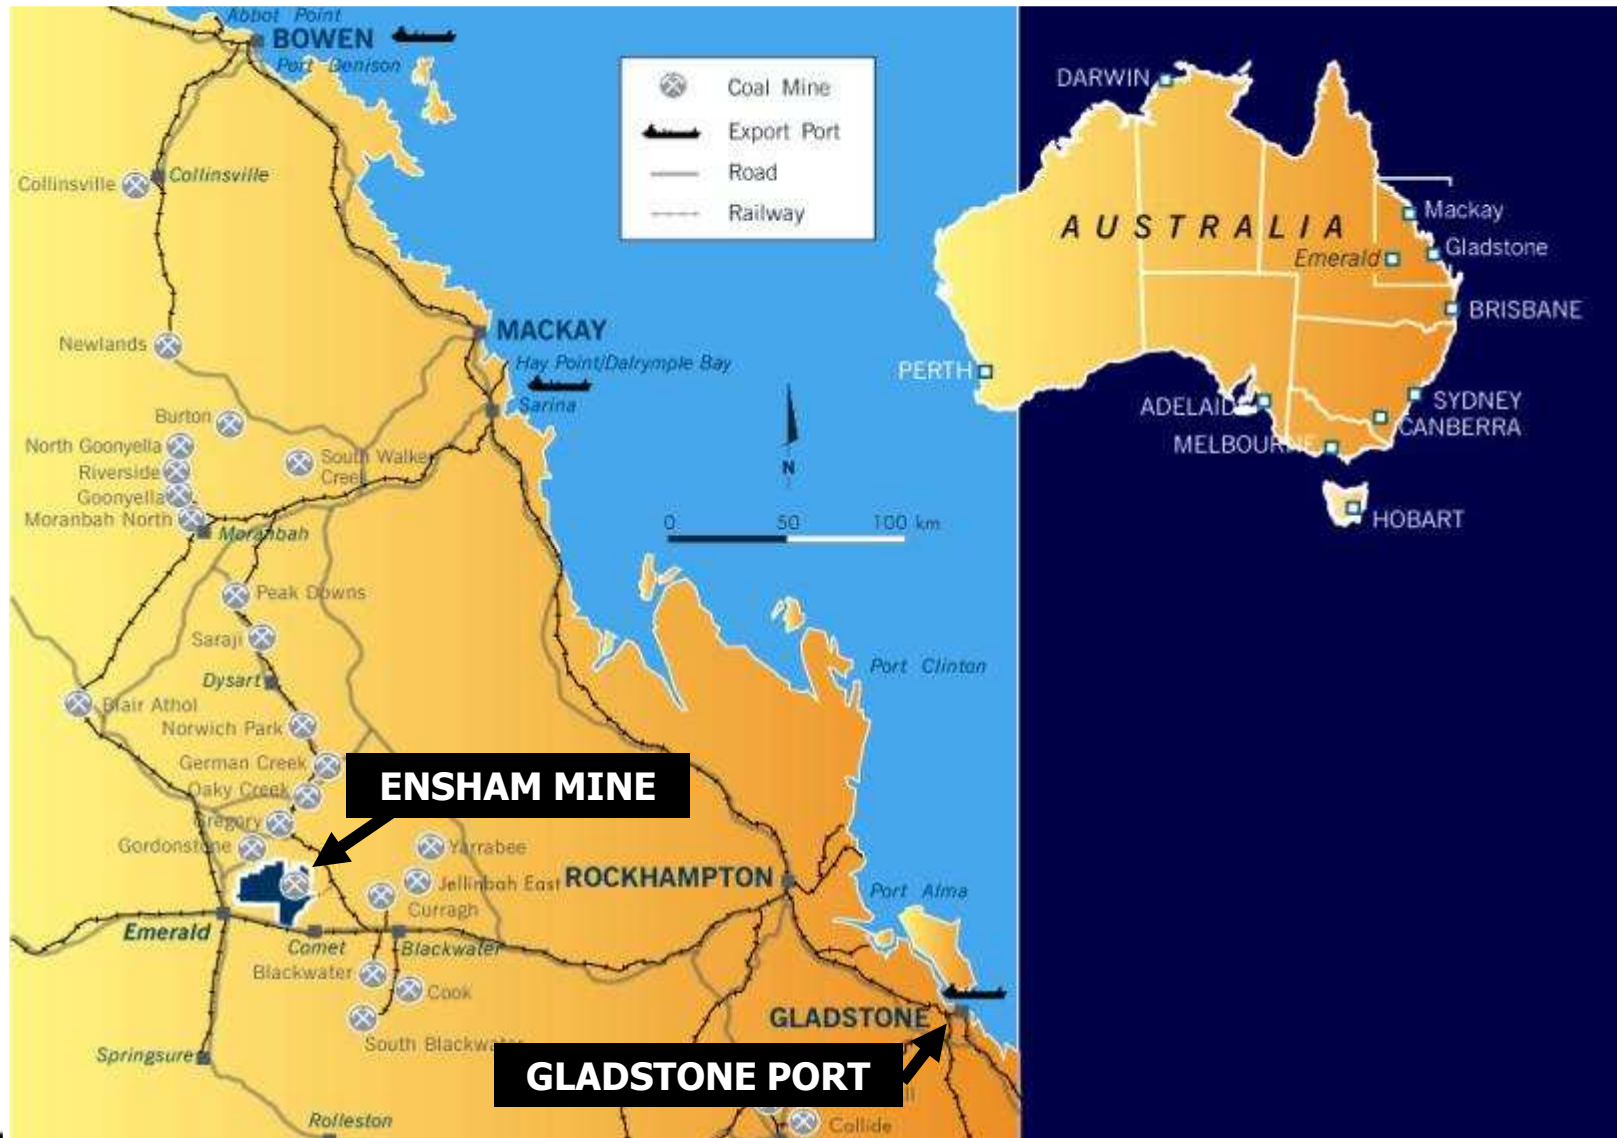 Abbot Point
BOWEN
Port Denison
Coal Mine
Export Port
Road
Railway
Collinsville
Collinsville
Newlands
MACKAY
Hay Point/Dalrymple Bay
Sarina
Burton
North Goonyella
Riverside
Goonyella
Moranbah North
Moranbah
South Walke
Creek
N
0 50 100 km
Peak Downs
Saraji
Dysart
Blair Athol
Norwich Park
German Creek
Oaky Creek
Gregory
Gordonstone
ENSHAM MINE
Yarrabee
Jellinbah East
Curragh
ROCKHAMPTON
Port Clinton
Port Alma
Emerald
Comet
Blackwater
Blackwater
Cook
South Blackwater
Springsure
Rolleston
GLADSTONE
GLADSTONE PORT
Collide
DARWIN
AUSTRALIA
Mackay
Gladstone
Emerald
BRISBANE
PERTH
ADELAIDE
SYDNEY
CANBERRA
MELBOURNE
HOBART